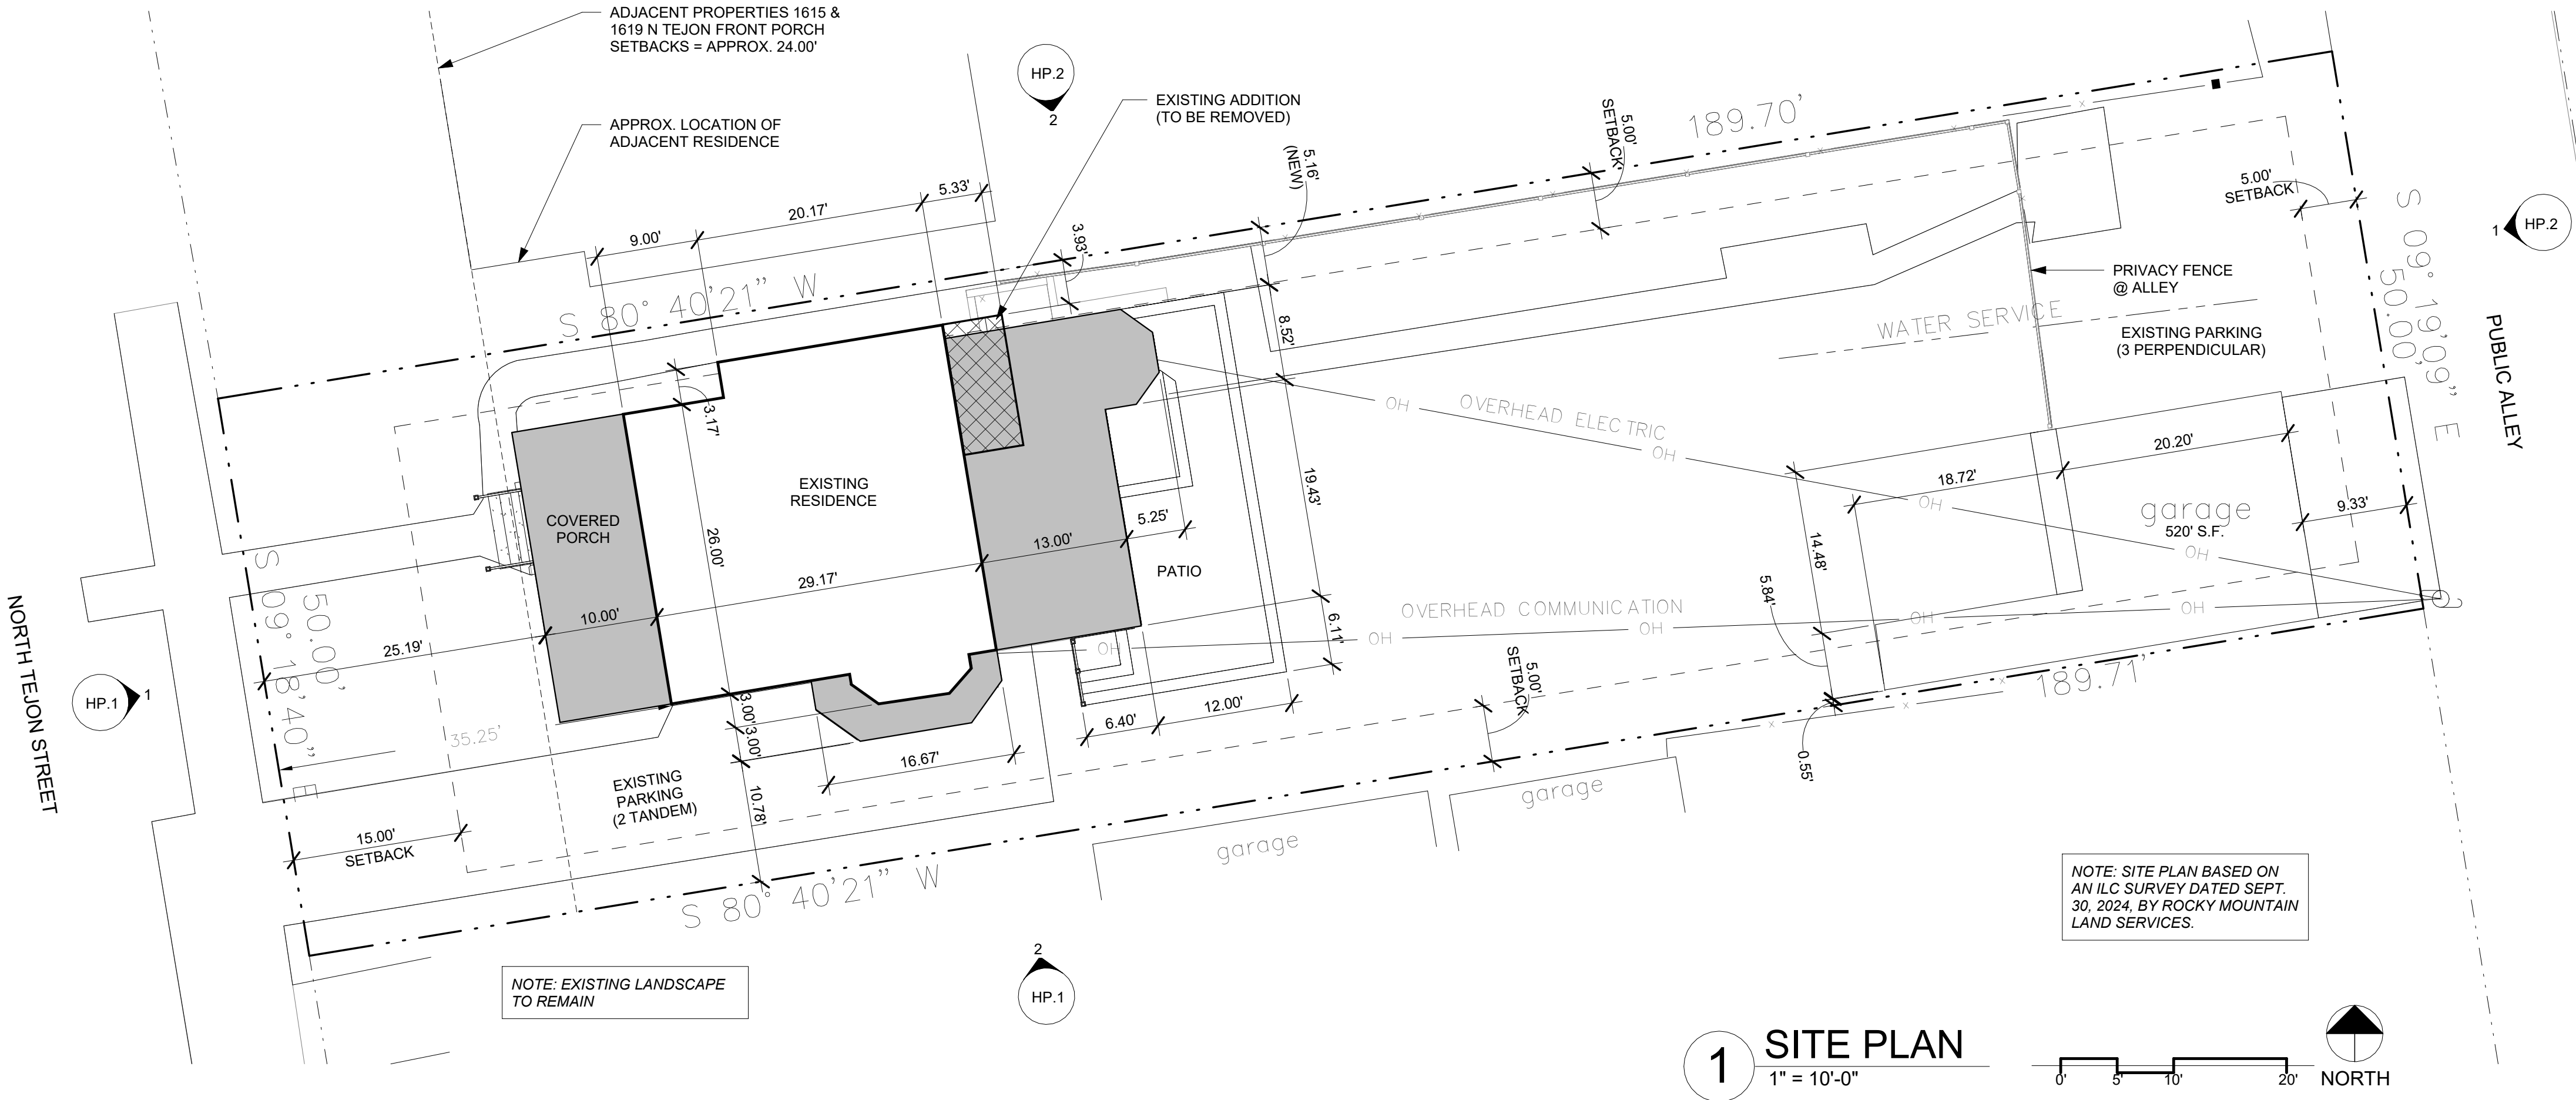 ADJACENT PROPERTIES 1615 &
1619 N TEJON FRONT PORCH
SETBACKS = APPROX. 24.00'
APPROX. LOCATION OF
ADJACENT RESIDENCE
HP.2
2
EXISTING ADDITION
(TO BE REMOVED)
5.16'
(NEW)
5.00'
SETBACK
189.70'
5.00'
SETBACK
S 09° 19'09" E
50.00'
1
HP.2
9.00'
20.17'
5.33'
3.93'
S 80° 40'21" W
8.52'
PRIVACY FENCE
@ ALLEY
WATER SERVICE
EXISTING PARKING
(3 PERPENDICULAR)
PUBLIC ALLEY
3.17'
OH
OVERHEAD ELECTRIC
OH
OH
OH
20.20'
18.72'
9.33'
garage
520' S.F.
EXISTING
RESIDENCE
COVERED
PORCH
26.00'
19.43'
5.25'
13.00'
29.17'
10.00'
25.19'
PATIO
14.48'
5.84'
OVERHEAD COMMUNICATION
OH
OH
OH
OH
OH
6.11'
NORTH TEJON STREET
S 09° 18'40" E
50.00'
HP.1
1
35.25'
3.00'
3.00'
16.67'
6.40'
12.00'
5.00'
SETBACK
189.71'
0.55'
EXISTING
PARKING
(2 TANDEM)
10.78'
15.00'
SETBACK
garage
garage
S 80° 40'21" W
NOTE: SITE PLAN BASED ON
AN ILC SURVEY DATED SEPT.
30, 2024, BY ROCKY MOUNTAIN
LAND SERVICES.
NOTE: EXISTING LANDSCAPE
TO REMAIN
2
HP.1
1
SITE PLAN
1" = 10'-0"
0'
5'
10'
20'
NORTH